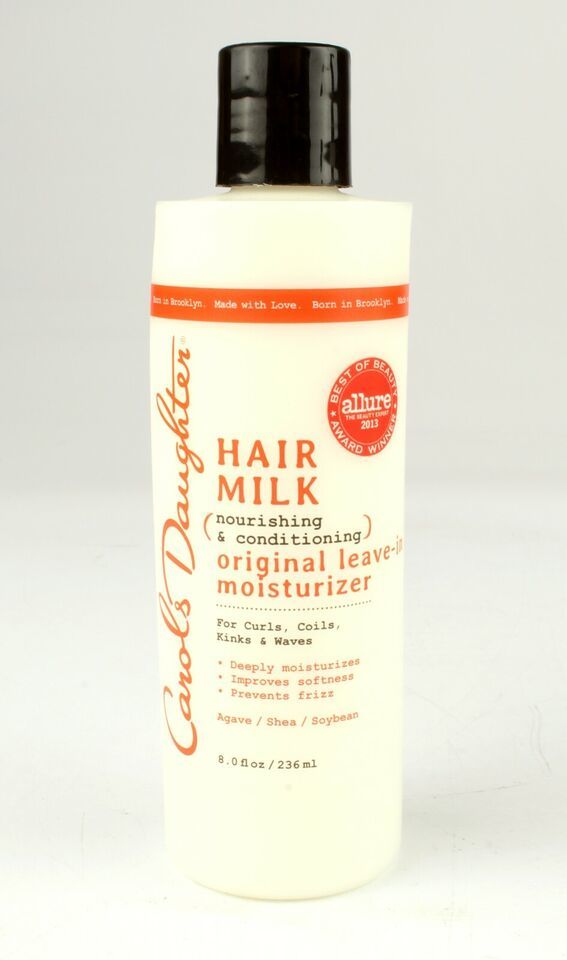 Born in Brooklyn. Made with Love. Born in Brooklyn.
Carol's Daughter®
BEST OF BEAUTY
allure
THE BEAUTY EXPERT
2013
AWARD WINNER
HAIR
MILK
(nourishing
& conditioning)
original leave-in
moisturizer
For Curls, Coils,
Kinks & Waves
* Deeply moisturizes
* Improves softness
* Prevents frizz
Agave / Shea / Soybean
8.0 fl oz / 236 ml